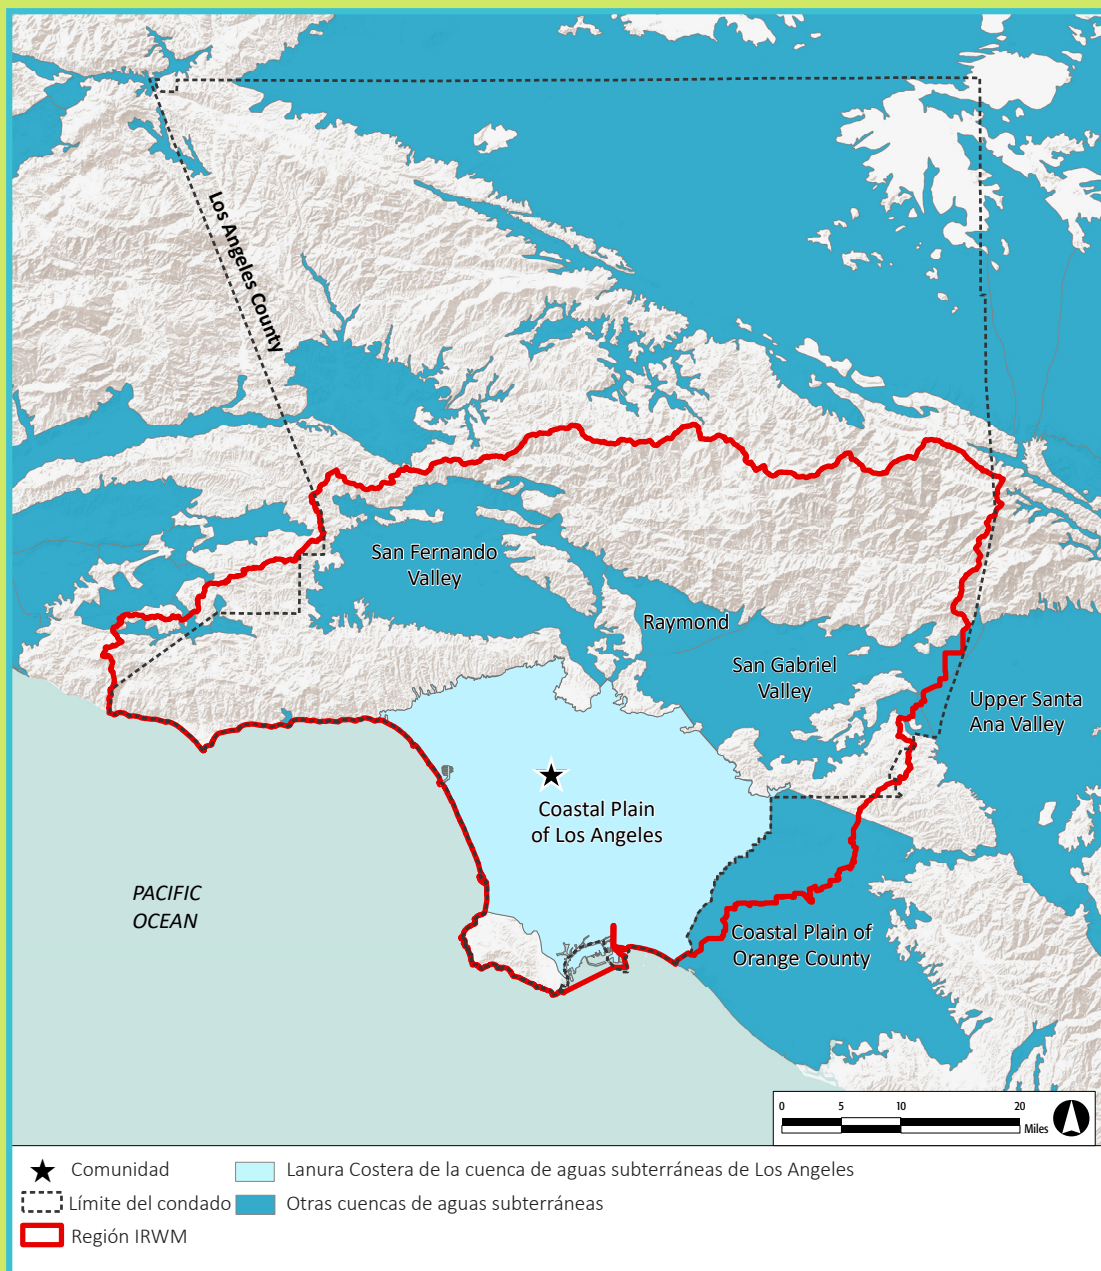 Los Angeles County
San Fernando
Valley
Raymond
San Gabriel
Valley
Upper Santa
Ana Valley
Coastal Plain
of Los Angeles
PACIFIC
OCEAN
Coastal Plain of
Orange County
0 5 10 20
Miles
Comunidad
Lanura Costera de la cuenca de aguas subterráneas de Los Angeles
Límite del condado
Otras cuencas de aguas subterráneas
Región IRWM